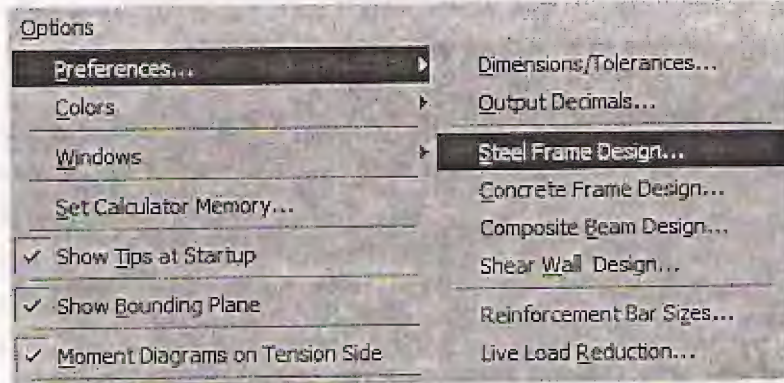 Options
Preferences...
Colors
Windows
Set Calculator Memory...
Show Tips at Startup
Show Bounding Plane
Moment Diagrams on Tension Side
Dimensions/Tolerances...
Output Decimals...
Steel Frame Design...
Concrete Frame Design...
Composite Beam Design...
Shear Wall Design...
Reinforcement Bar Sizes...
Live Load Reduction...